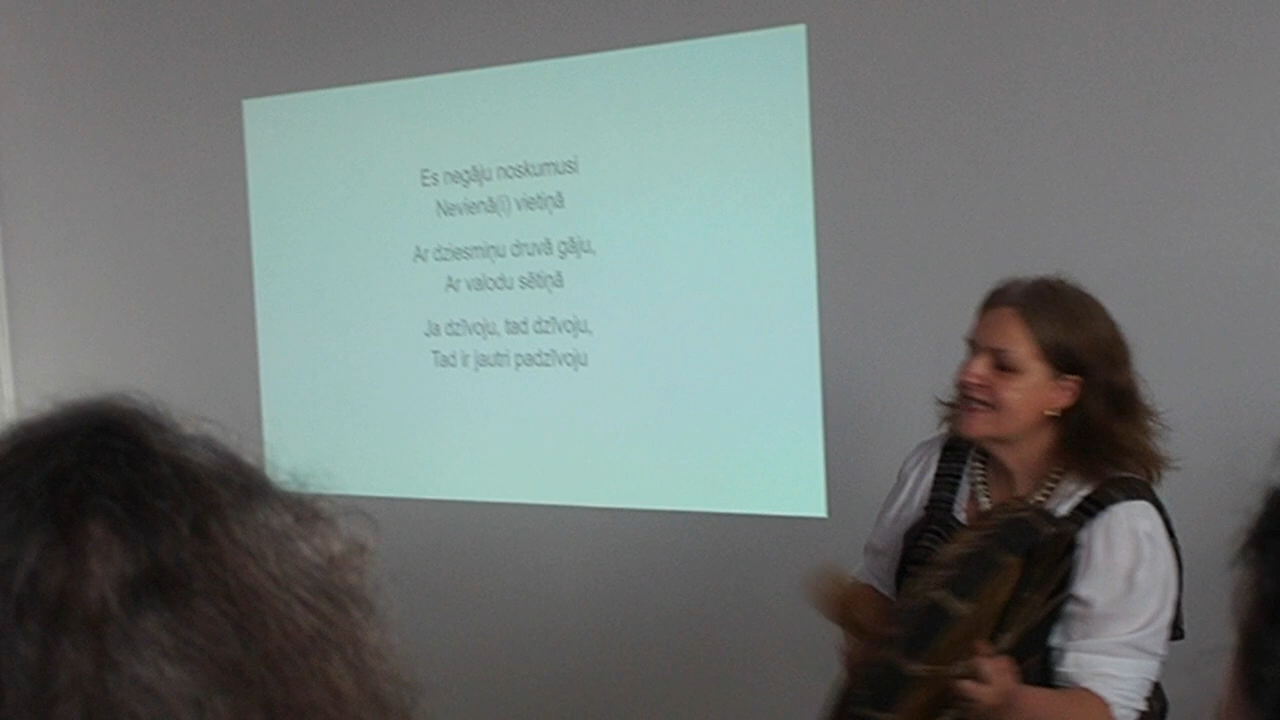 Es negāju noskumusi
Nevienā(i) vietiņā
Ar dziesmiņu druvā gāju,
Ar valodu sētiņā
Ja dzīvoju, tad dzīvoju,
Tad ir jautri padzīvoju